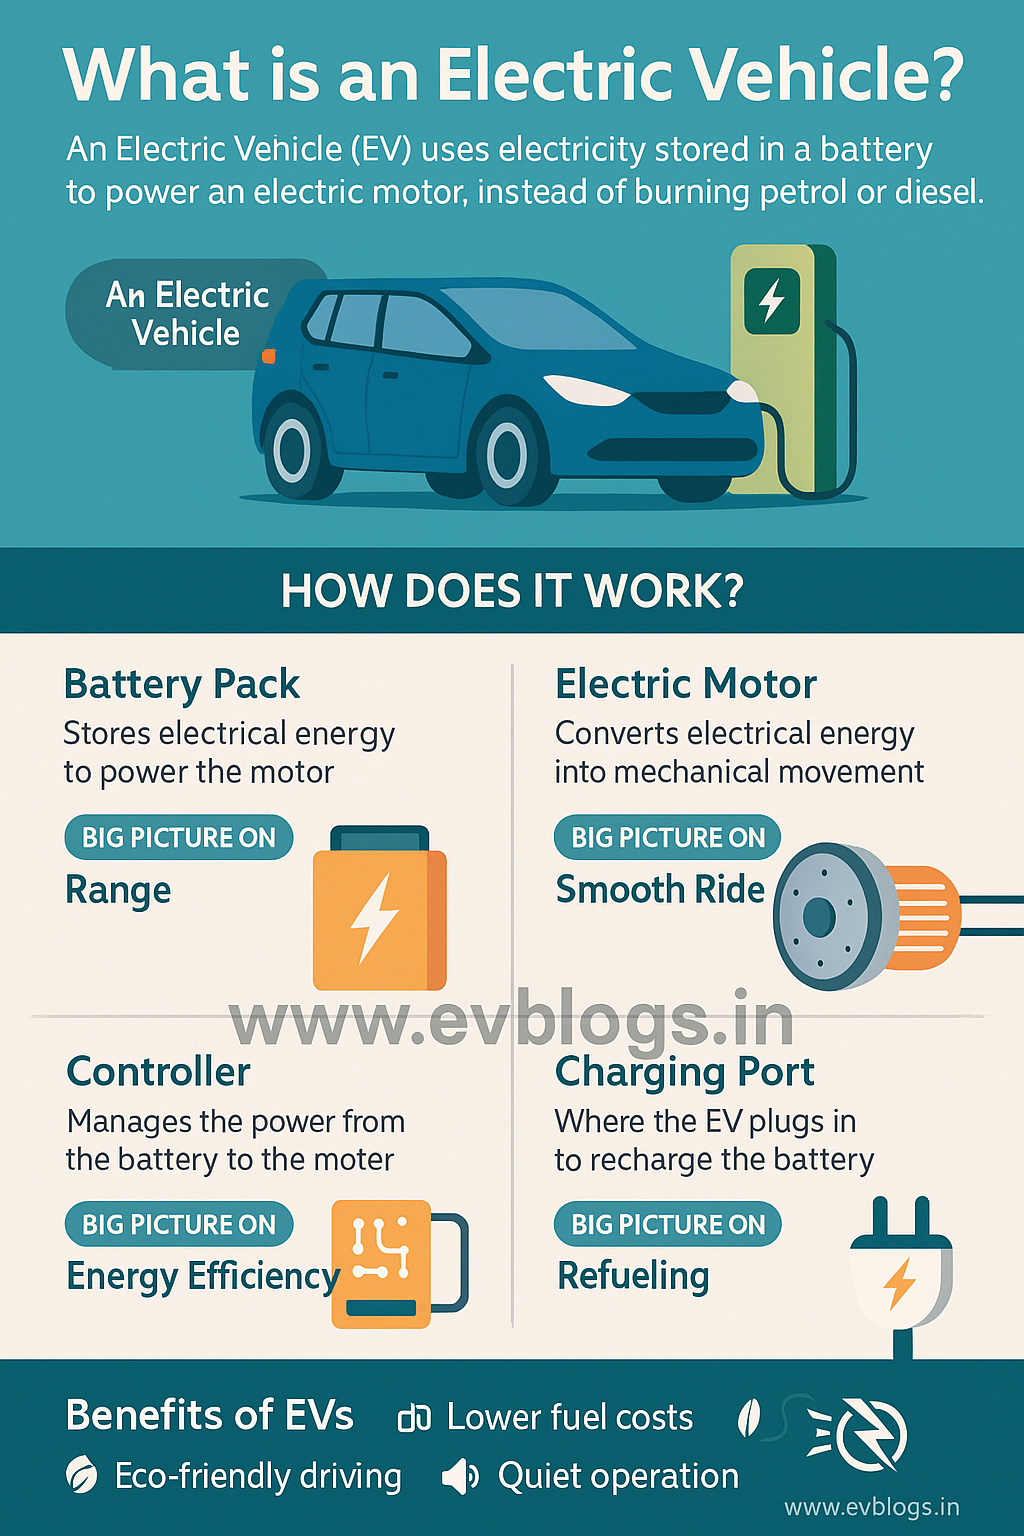 What is an Electric Vehicle?
An Electric Vehicle (EV) uses electricity stored in a battery
to power an electric motor, instead of burning petrol or diesel.
An Electric
Vehicle
HOW DOES IT WORK?
Battery Pack
Stores electrical energy
to power the motor
BIG PICTURE ON
Range
Electric Motor
Converts electrical energy
into mechanical movement
BIG PICTURE ON
Smooth Ride
www.evblogs.in
Controller
Manages the power from
the battery to the moter
BIG PICTURE ON
Energy Efficiency
Charging Port
Where the EV plugs in
to recharge the battery
BIG PICTURE ON
Refueling
Benefits of EVs
Lower fuel costs
Eco-friendly driving
Quiet operation
www.evblogs.in